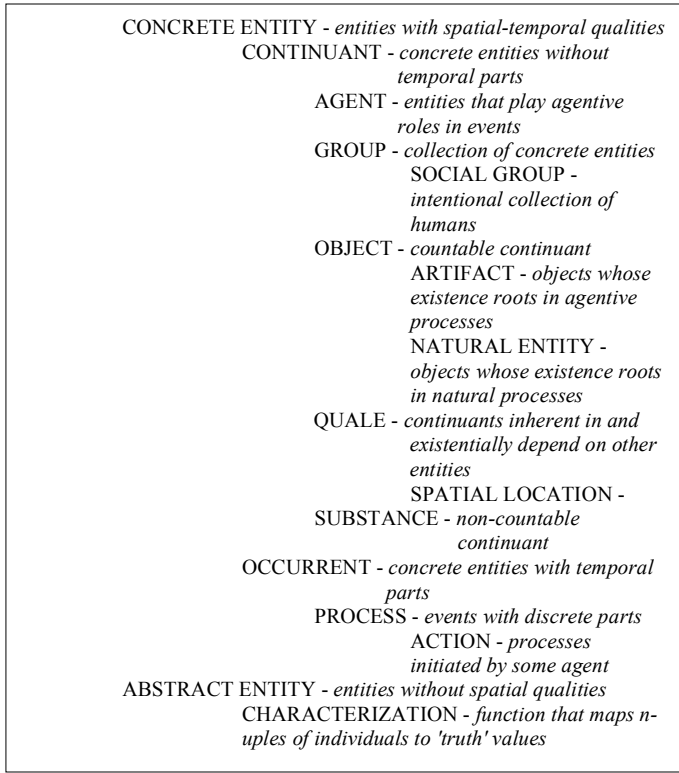 CONCRETE ENTITY - entities with spatial-temporal qualities
CONTINUANT - concrete entities without
temporal parts
AGENT - entities that play agentive
roles in events
GROUP - collection of concrete entities
SOCIAL GROUP -
intentional collection of
humans
OBJECT - countable continuant
ARTIFACT - objects whose
existence roots in agentive
processes
NATURAL ENTITY -
objects whose existence roots
in natural processes
QUALE - continuants inherent in and
existentially depend on other
entities
SPATIAL LOCATION -
SUBSTANCE - non-countable
continuant
OCCURRENT - concrete entities with temporal
parts
PROCESS - events with discrete parts
ACTION - processes
initiated by some agent
ABSTRACT ENTITY - entities without spatial qualities
CHARACTERIZATION - function that maps n-
uples of individuals to 'truth' values